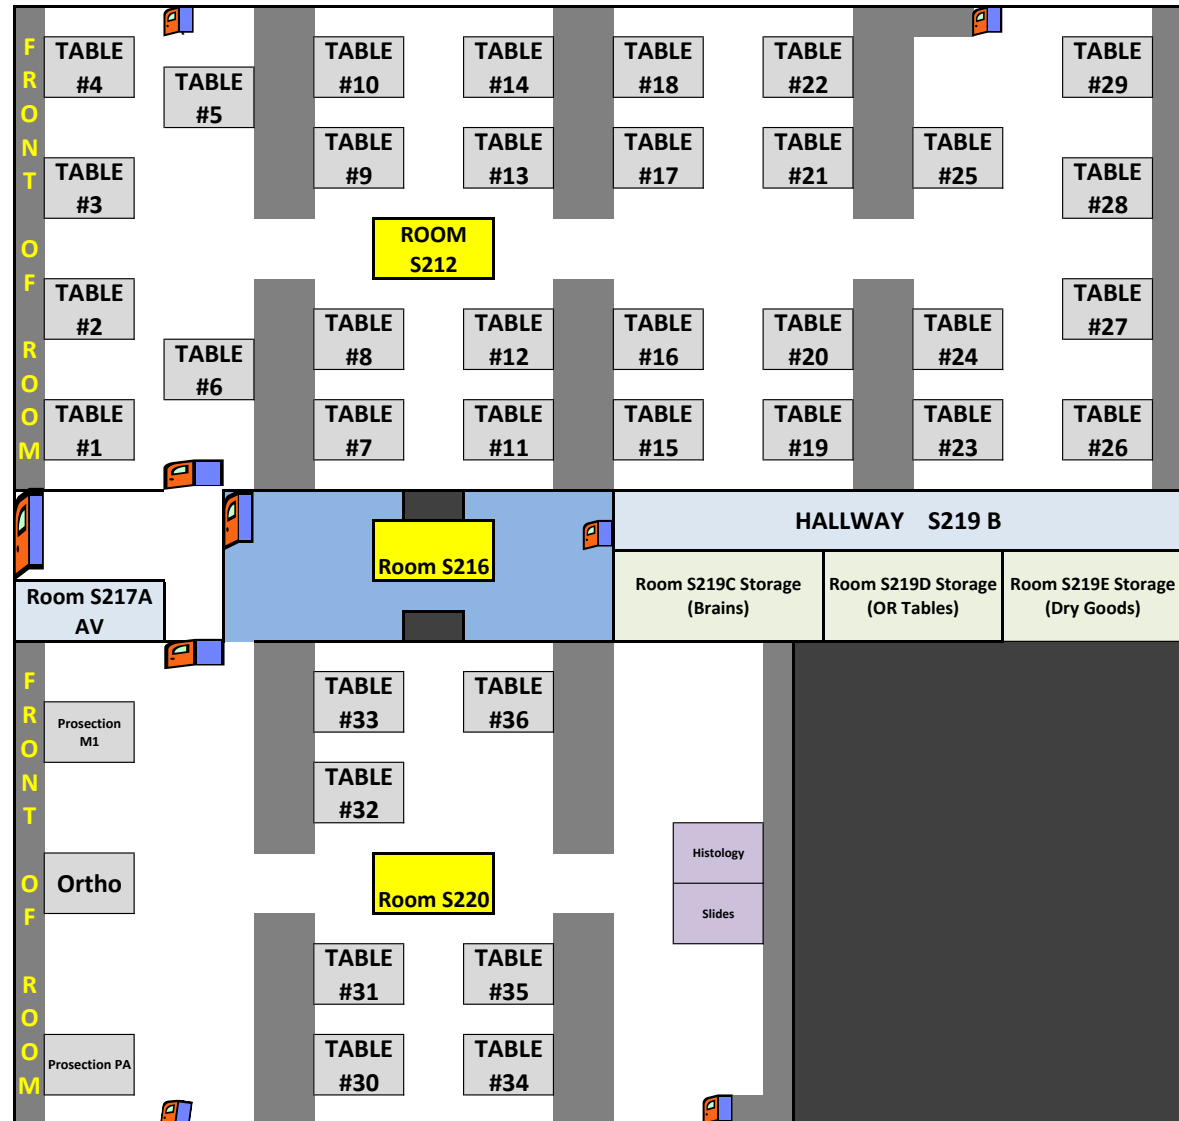 FRONT OF ROOM
TABLE
#4
TABLE
#5
TABLE
#10
TABLE
#14
TABLE
#18
TABLE
#22
TABLE
#29
TABLE
#3
TABLE
#9
TABLE
#13
TABLE
#17
TABLE
#21
TABLE
#25
TABLE
#28
ROOM
S212
TABLE
#2
TABLE
#6
TABLE
#8
TABLE
#12
TABLE
#16
TABLE
#20
TABLE
#24
TABLE
#27
TABLE
#1
TABLE
#7
TABLE
#11
TABLE
#15
TABLE
#19
TABLE
#23
TABLE
#26
HALLWAY S219 B
Room S216
Room S217A
AV
Room S219C Storage
(Brains)
Room S219D Storage
(OR Tables)
Room S219E Storage
(Dry Goods)
FRONT OF ROOM
Prosection
M1
TABLE
#33
TABLE
#36
TABLE
#32
Histology
Ortho
Room S220
Slides
TABLE
#31
TABLE
#35
Prosection PA
TABLE
#30
TABLE
#34